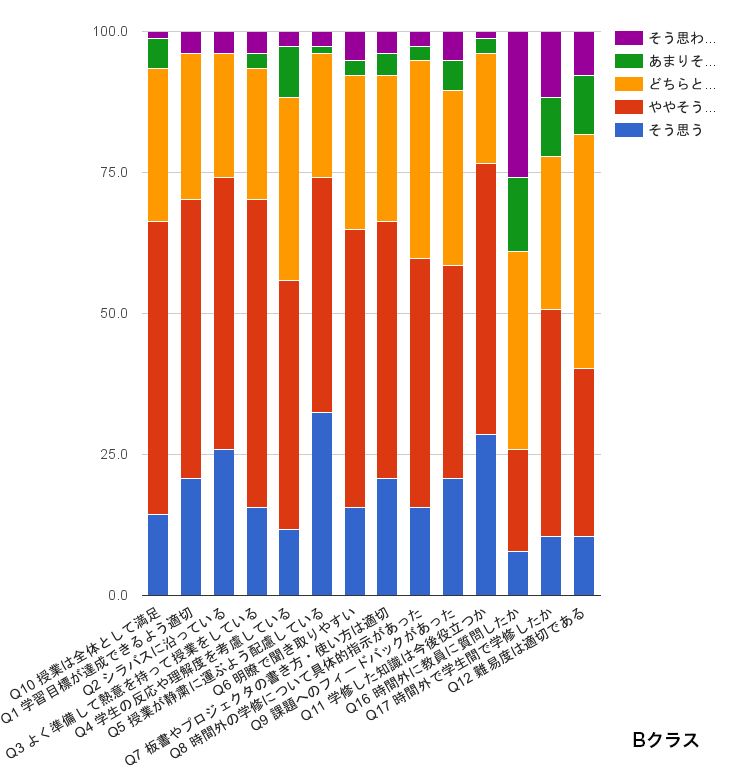 100.0
75.0
50.0
25.0
0.0
そう思わ…
あまりそ…
どちらと…
ややそう…
そう思う
Q10 授業は全体として満足
Q1 学習目標が達成できるよう適切
Q2 シラバスに沿っている
Q3 よく準備して熱意を持って授業をしている
Q4 学生の反応や理解度を考慮している
Q5 授業が静粛に運ぶよう配慮している
Q6 明瞭で聞き取りやすい
Q7 板書やプロジェクタの書き方・使い方は適切
Q8 時間外の学修について具体的指示があった
Q9 課題へのフィードバックがあった
Q11 学修した知識は今後役立つか
Q16 時間外に教員に質問したか
Q17 時間外で学生間で学修したか
Q12 難易度は適切である
Bクラス